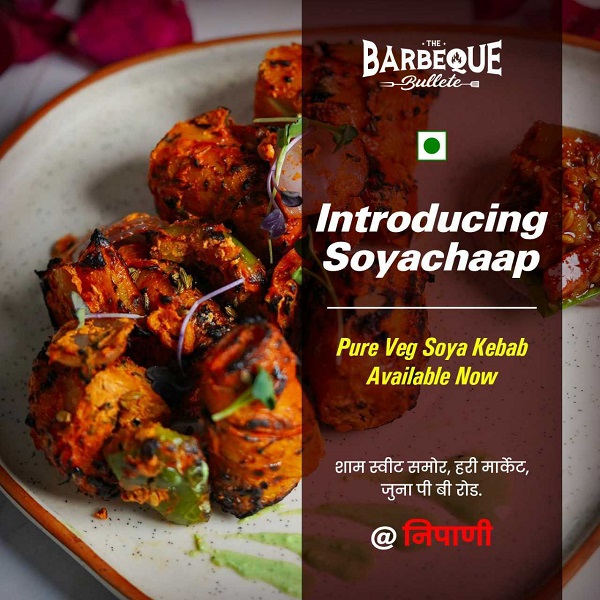 · THE ·
BARBEQUE
Bullete
Introducing
Soyachaap
Pure Veg Soya Kebab
Available Now
शाम स्वीट समोर, हरी मार्केट,
जुना पी बी रोड.
@ निपाणी